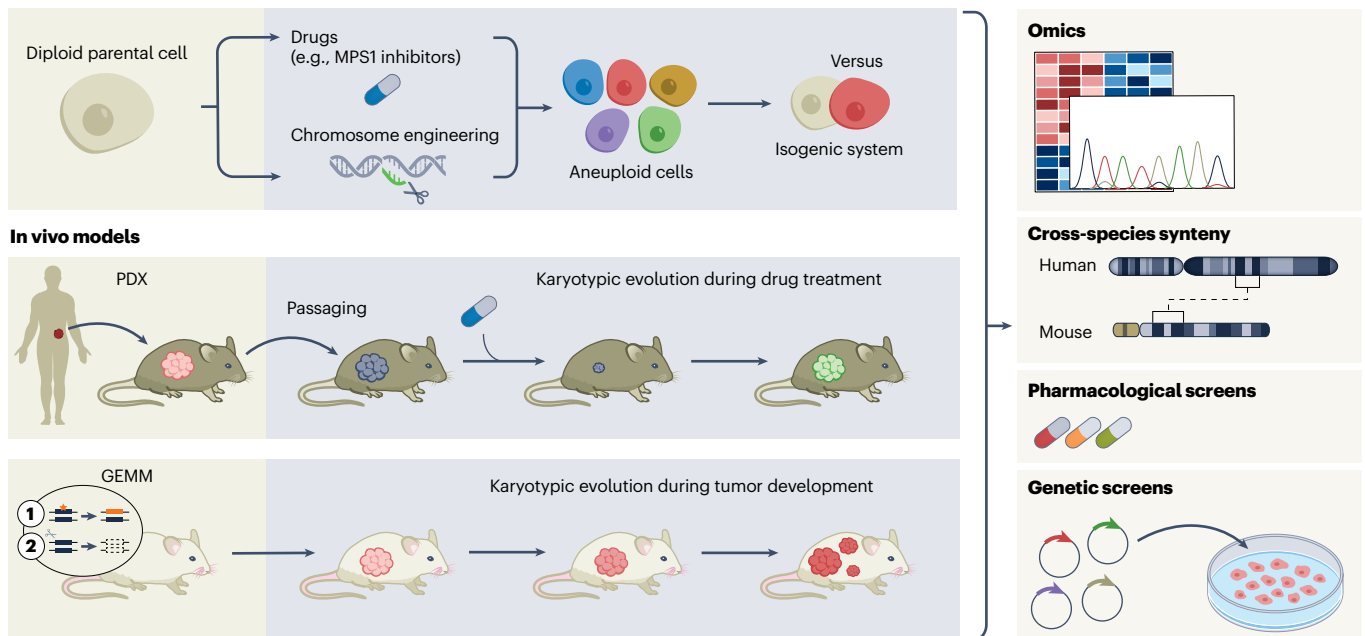 Diploid parental cell
Drugs
(e.g., MPS1 inhibitors)
Chromosome engineering
Aneuploid cells
Versus
Isogenic system
In vivo models
PDX
Passaging
Karyotypic evolution during drug treatment
GEMM
1
2
Karyotypic evolution during tumor development
Omics
Cross-species synteny
Human
Mouse
Pharmacological screens
Genetic screens